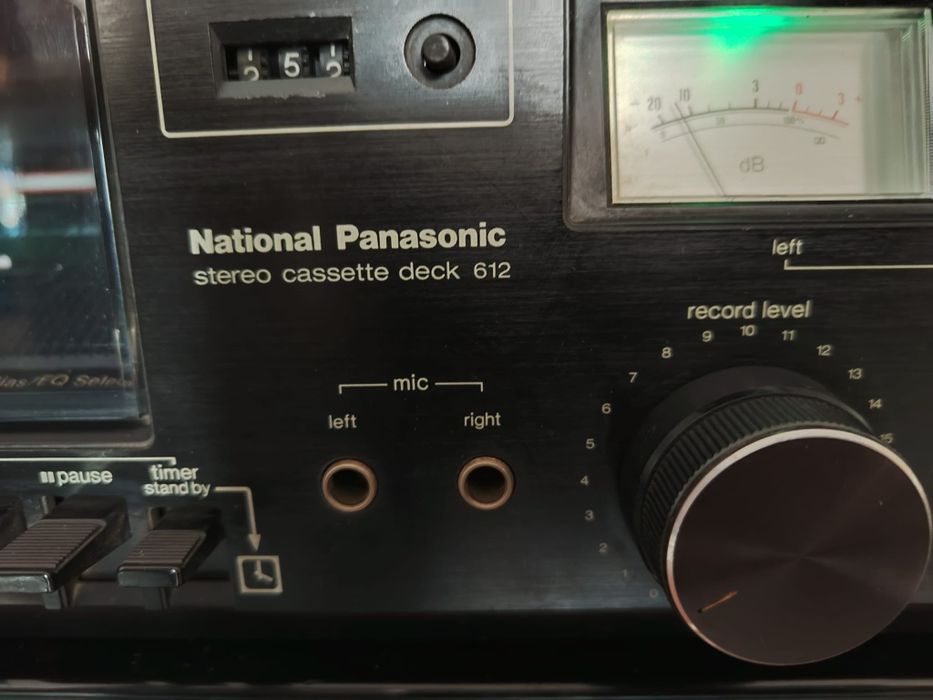 5
- 20 10 3 0 3 +
dB
National Panasonic
stereo cassette deck 612
left
record level
0 1 2 3 4 5 6 7 8 9 10 11 12 13 14 15
mic
left right
pause
timer
stand by